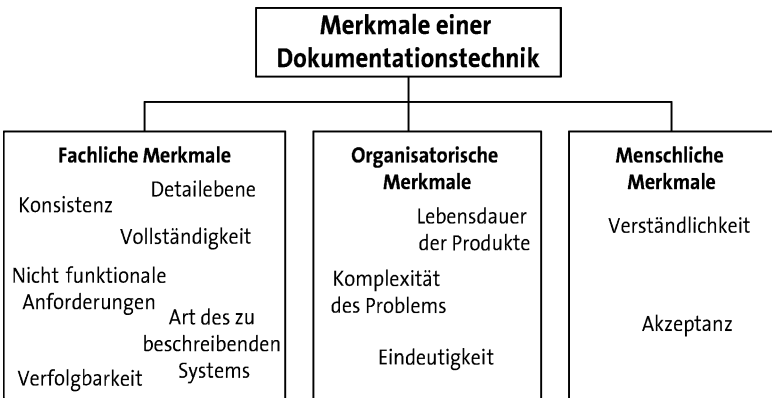 Merkmale einer
Dokumentationstechnik
Fachliche Merkmale
Detailebene
Konsistenz
Vollständigkeit
Nicht funktionale
Anforderungen
Art des zu
beschreibenden
Systems
Verfolgbarkeit
Organisatorische
Merkmale
Lebensdauer
der Produkte
Komplexität
des Problems
Eindeutigkeit
Menschliche
Merkmale
Verständlichkeit
Akzeptanz